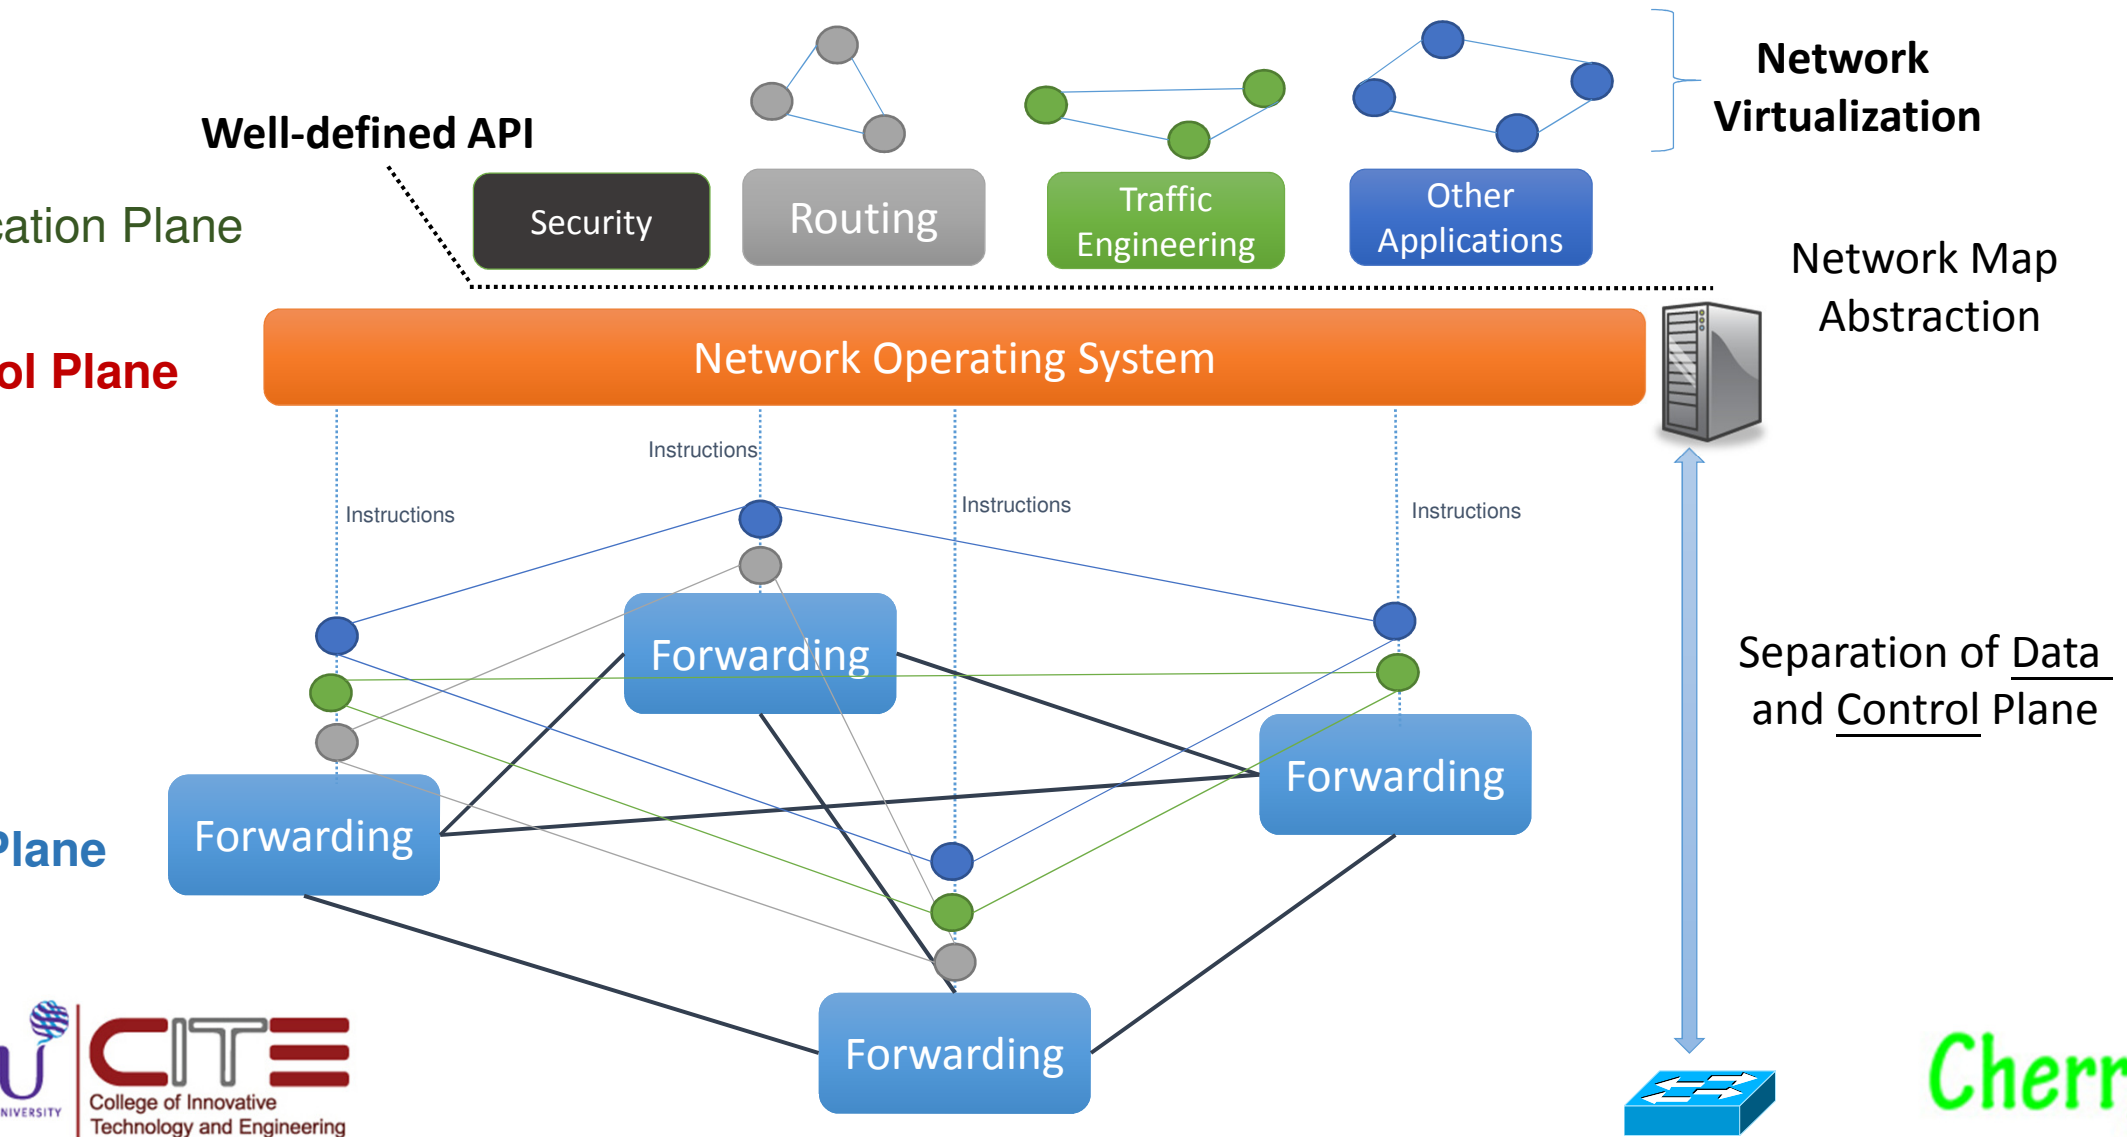 Network
Virtualization
Well-defined API
cation Plane
Security
Routing
Traffic
Engineering
Other
Applications
Network Map
Abstraction
ol Plane
Network Operating System
Instructions
Instructions
Instructions
Instructions
Forwarding
Forwarding
Forwarding
Forwarding
Separation of Data
and Control Plane
Plane
U
NIVERSITY
CITE
College of Innovative
Technology and Engineering
Cherr